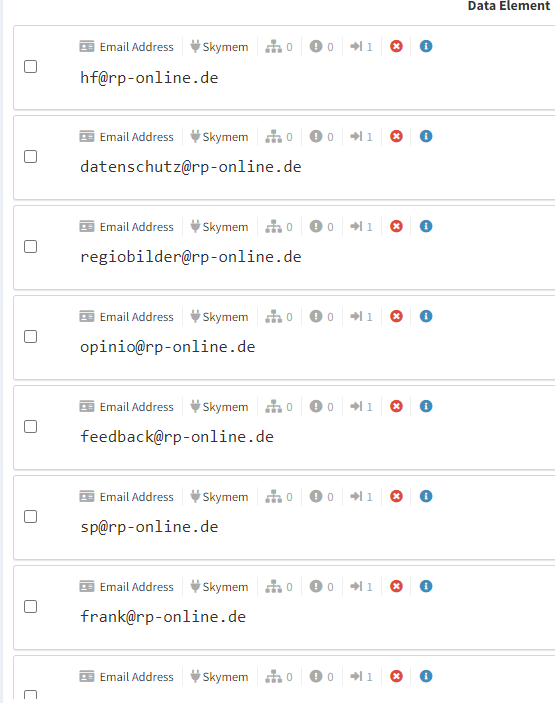 Data Element
Email Address Skymem 0 0 1
hf@rp-online.de
Email Address Skymem 0 0 1
datenschutz@rp-online.de
Email Address Skymem 0 0 1
regiobilder@rp-online.de
Email Address Skymem 0 0 1
opinio@rp-online.de
Email Address Skymem 0 0 1
feedback@rp-online.de
Email Address Skymem 0 0 1
sp@rp-online.de
Email Address Skymem 0 0 1
frank@rp-online.de
Email Address Skymem 0 0 1